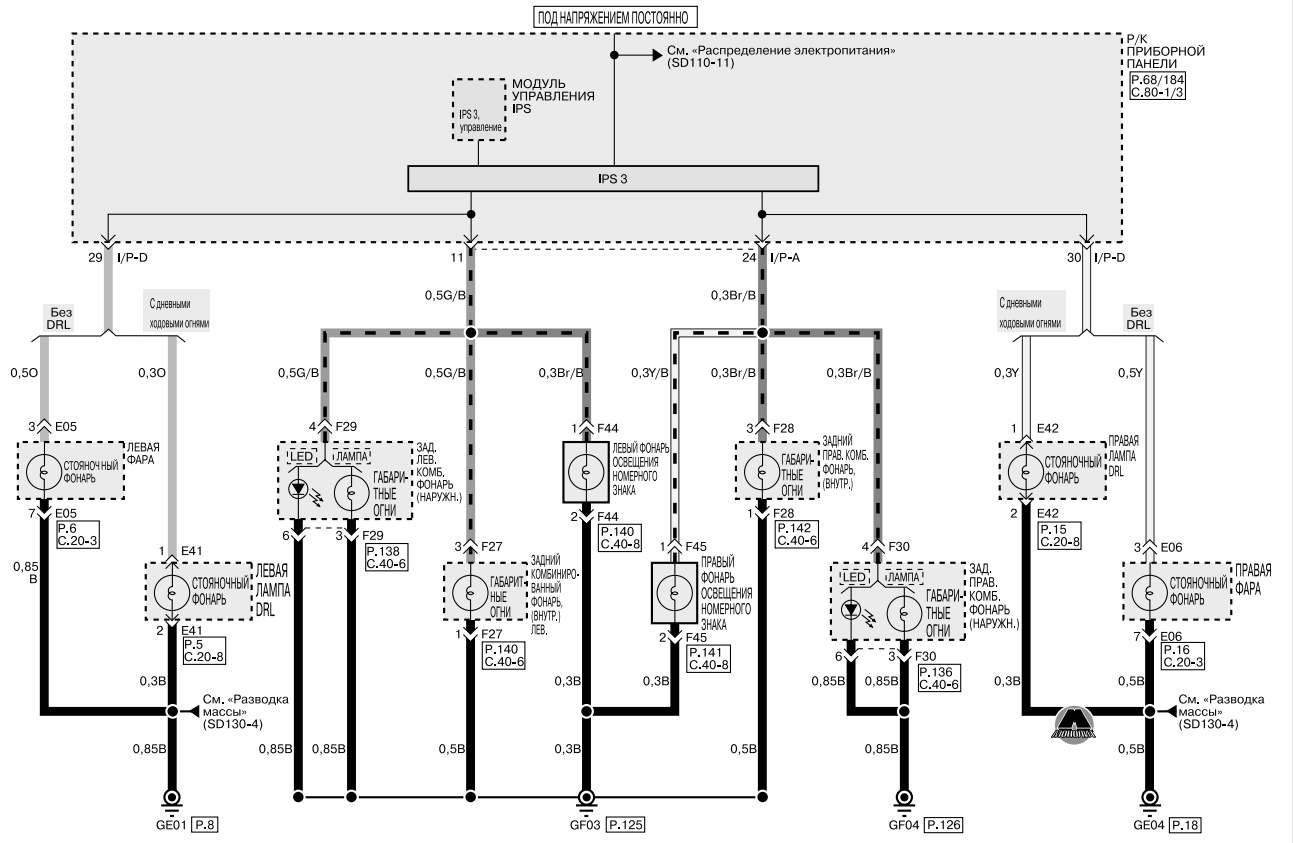 ПОД НАПРЯЖЕНИЕМ ПОСТОЯННО
См. «Распределение электропитания»
(SD110-11)
Р/К
ПРИБОРНОЙ
ПАНЕЛИ
P.68/184
C.80-1/3
МОДУЛЬ
УПРАВЛЕНИЯ
IPS
IPS 3,
управление
IPS 3
29 I/P-D
11
24 I/P-A
30 I/P-D
0,5G/B
0,3Br/B
Без
DRL
С дневными
ходовыми огнями
С дневными
ходовыми огнями
Без
DRL
0,5O
0,3O
0,5G/B
0,5G/B
0,3Br/B
0,3Y/B
0,3Br/B
0,3Br/B
0,3Y
0,5Y
3 E05
ЛЕВАЯ
ФАРА
СТОЯНОЧНЫЙ
ФОНАРЬ
7 E05
P.6
C.20-3
0,85
B
1 E41
СТОЯНОЧНЫЙ
ФОНАРЬ
ЛЕВАЯ
ЛАМПА
DRL
2 E41
P.5
C.20-8
0,3B
См. «Разводка
массы»
(SD130-4)
0,85B
GE01 P.8
4 F29
ЗАД.
ЛЕВ.
КОМБ.
ФОНАРЬ
(НАРУЖН.)
LED
ЛАМПА
ГАБАРИ-
ТНЫЕ
ОГНИ
6
3 F29
P.138
C.40-6
0,85B
0,85B
3 F27
ГАБАРИТ
НЫЕ
ОГНИ
ЗАДНИЙ
КОМБИНИРО-
ВАННЫЙ
ФОНАРЬ,
(ВНУТР.)
ЛЕВ.
1 F27
P.140
C.40-6
0,5B
1 F44
ЛЕВЫЙ ФОНАРЬ
ОСВЕЩЕНИЯ
НОМЕРНОГО
ЗНАКА
2 F44
P.140
C.40-8
0,3B
0,3B
GF03 P.125
1 F45
ПРАВЫЙ
ФОНАРЬ
ОСВЕЩЕНИЯ
НОМЕРНОГО
ЗНАКА
2 F45
P.141
C.40-8
0,3B
3 F28
ГАБАРИ-
ТНЫЕ
ОГНИ
ЗАДНИЙ
ПРАВ. КОМБ.
ФОНАРЬ,
(ВНУТР.)
1 F28
P.142
C.40-6
0,5B
4 F30
LED
ЛАМПА
ГАБАРИ-
ТНЫЕ
ОГНИ
ЗАД.
ПРАВ.
КОМБ.
ФОНАРЬ
(НАРУЖН.)
6
3 F30
P.136
C.40-6
0,85B
0,85B
0,85B
GF04 P.126
1 E42
СТОЯНОЧНЫЙ
ФОНАРЬ
ПРАВАЯ
ЛАМПА
DRL
2 E42
P.15
C.20-8
0,3B
3 E06
СТОЯНОЧНЫЙ
ФОНАРЬ
ПРАВАЯ
ФАРА
7 E06
P.16
C.20-3
0,5B
См. «Разводка
массы»
(SD130-4)
0,5B
GE04 P.18